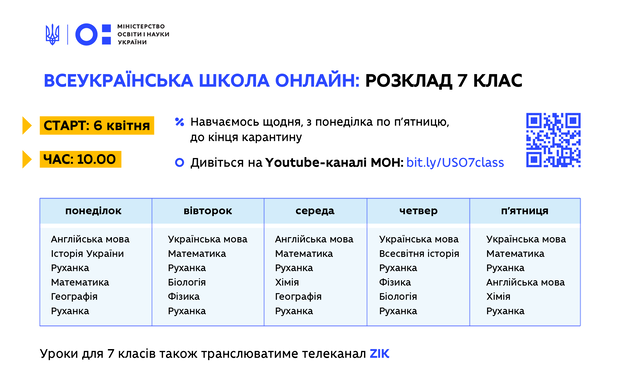 МІНІСТЕРСТВО
ОСВІТИ І НАУКИ
УКРАЇНИ
ВСЕУКРАЇНСЬКА ШКОЛА ОНЛАЙН: РОЗКЛАД 7 КЛАС
СТАРТ: 6 квітня
Навчаємось щодня, з понеділка по п’ятницю,
до кінця карантину
ЧАС: 10.00
Дивіться на Youtube-каналі МОН: bit.ly/USO7class
понеділок вівторок середа четвер п’ятниця
Англійська мова Українська мова Англійська мова Українська мова Українська мова
Історія України Математика Математика Всесвітня історія Математика
Руханка Руханка Руханка Руханка Руханка
Математика Біологія Хімія Фізика Англійська мова
Географія Фізика Географія Біологія Хімія
Руханка Руханка Руханка Руханка Руханка
Уроки для 7 класів також транслюватиме телеканал ZIK